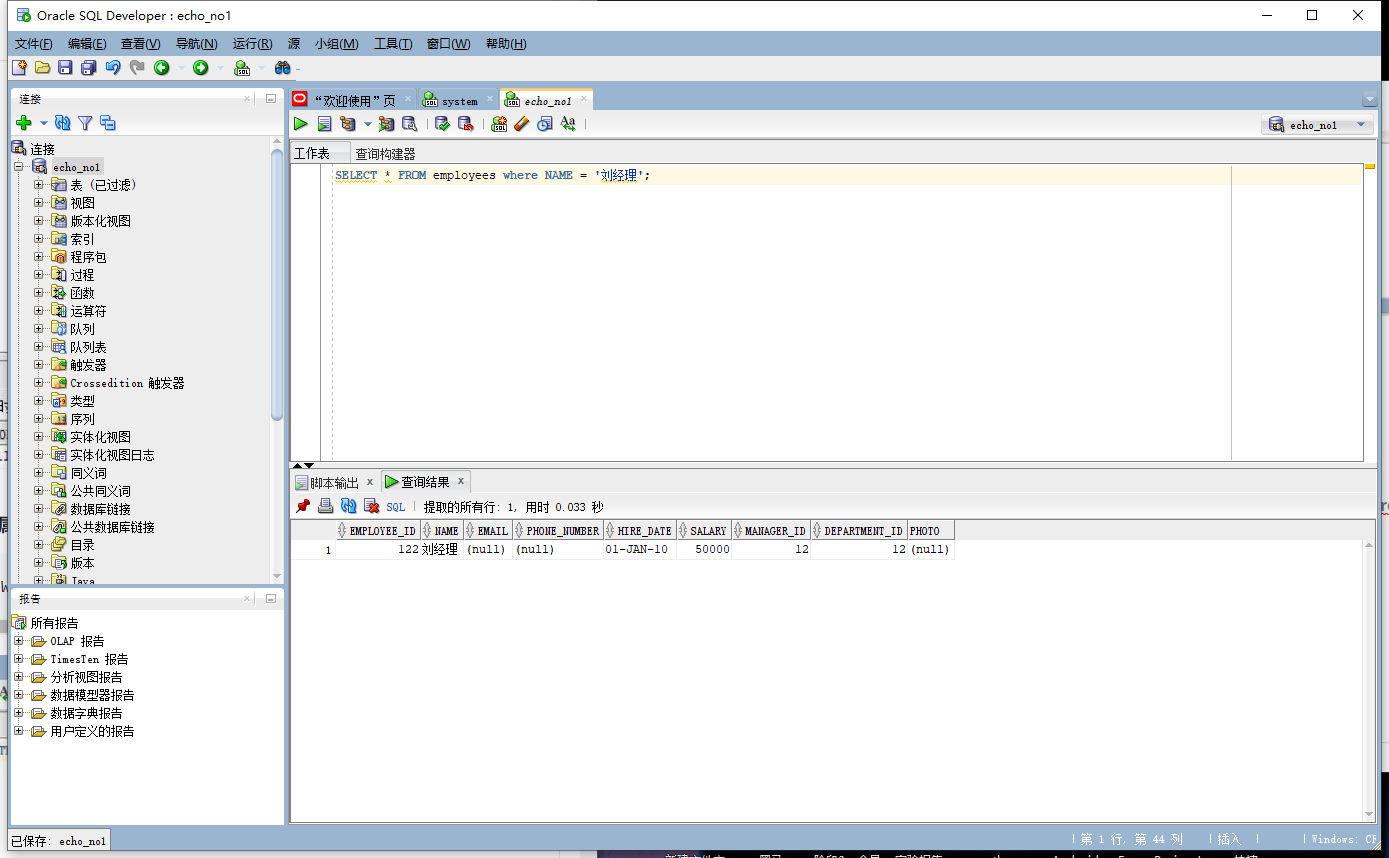 Oracle SQL Developer : echo_no1
文件(F) 编辑(E) 查看(V) 导航(N) 运行(R) 源 小组(M) 工具(T) 窗口(W) 帮助(H)
连接
连接
echo_no1
表（已过滤）
视图
版本化视图
索引
程序包
过程
函数
运算符
队列
队列表
触发器
Crossedition 触发器
类型
序列
实体化视图
实体化视图日志
同义词
公共同义词
数据库链接
公共数据库链接
目录
版本
Java
报告
所有报告
OLAP 报告
TimesTen 报告
分析视图报告
数据模型器报告
数据字典报告
用户定义的报告
“欢迎使用”页 system echo_no1
echo_no1
工作表 查询构建器
SELECT * FROM employees where NAME = '刘经理';
脚本输出 x 查询结果 x
SQL 提取的所有行: 1, 用时 0.033 秒
EMPLOYEE_ID NAME EMAIL PHONE_NUMBER HIRE_DATE SALARY MANAGER_ID DEPARTMENT_ID PHOTO
1 122 刘经理 (null) (null) 01-JAN-10 50000 12 12 (null)
已保存: echo_no1
第 1 行, 第 44 列 插入 Windows: CR